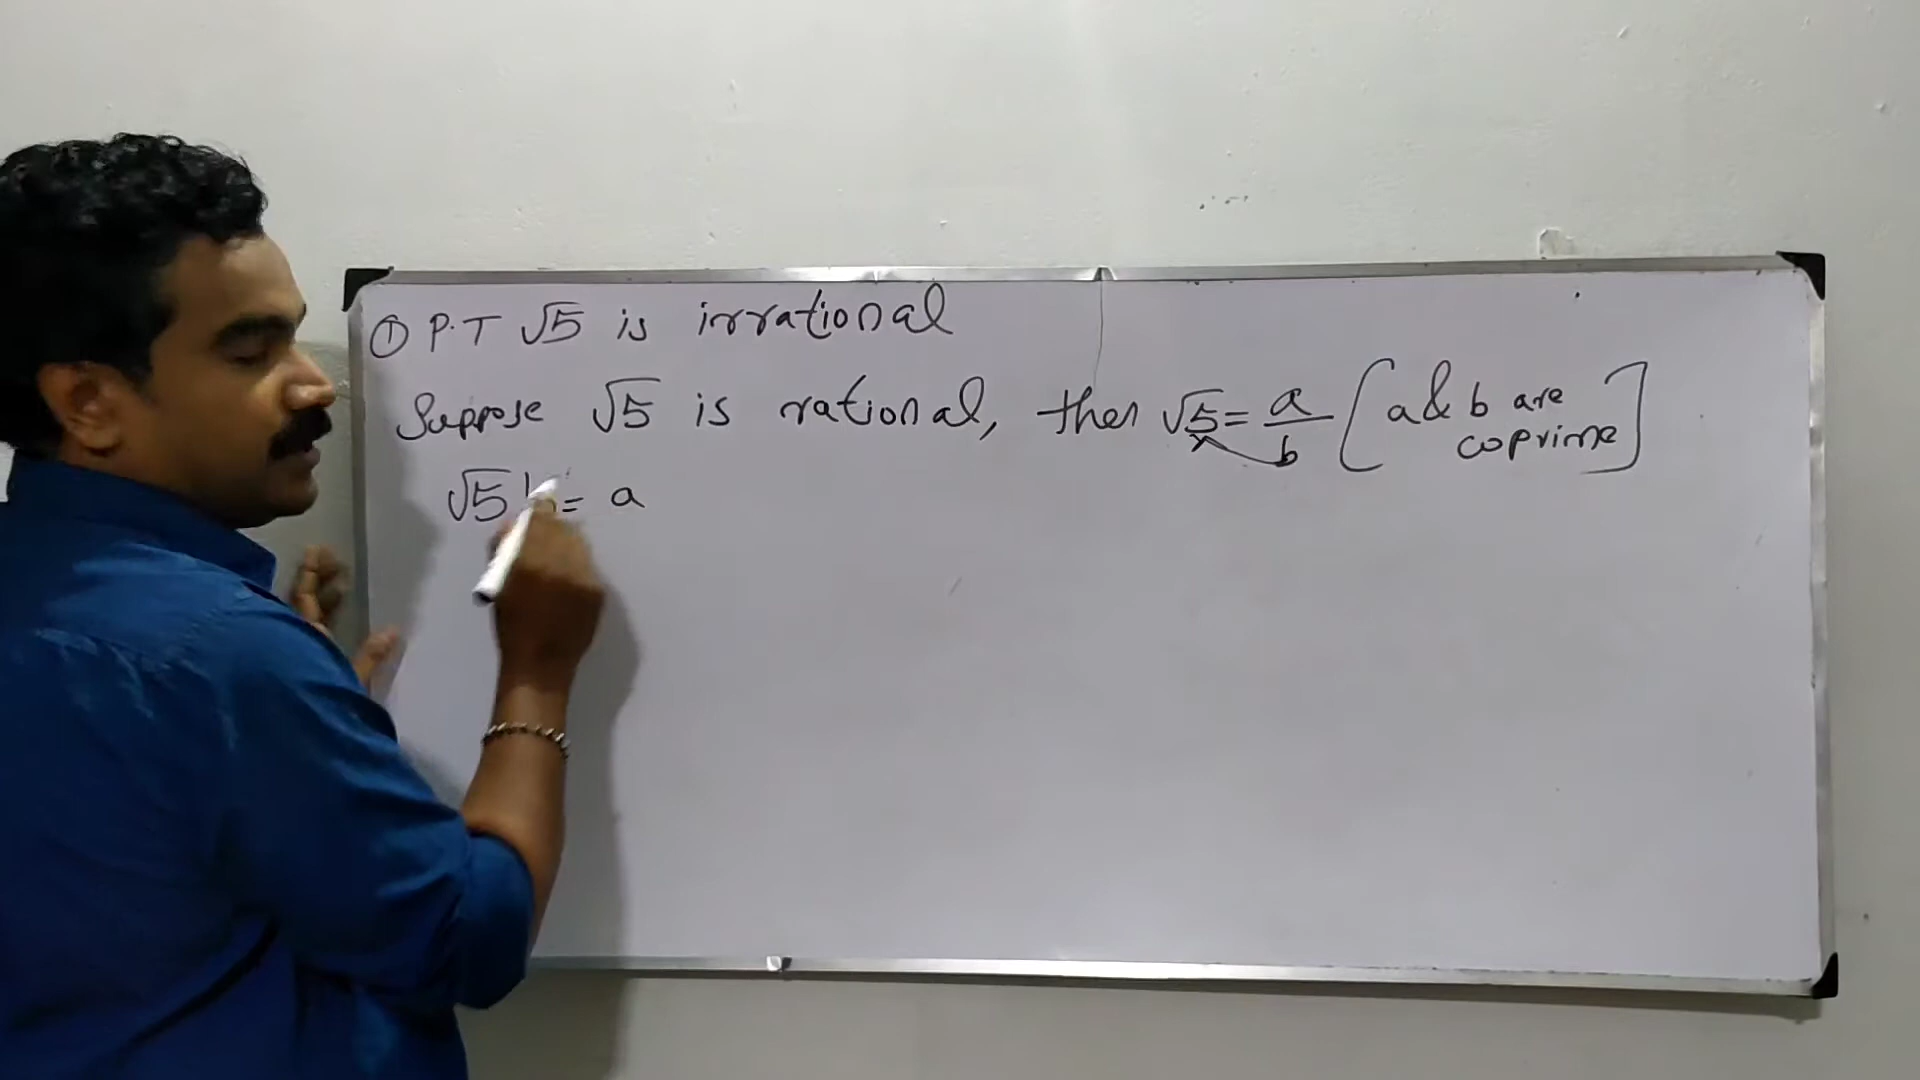 ① P.T √5 is irrational
Suppose √5 is rational, then √5 = a/b [a & b are coprime]
√5 b = a